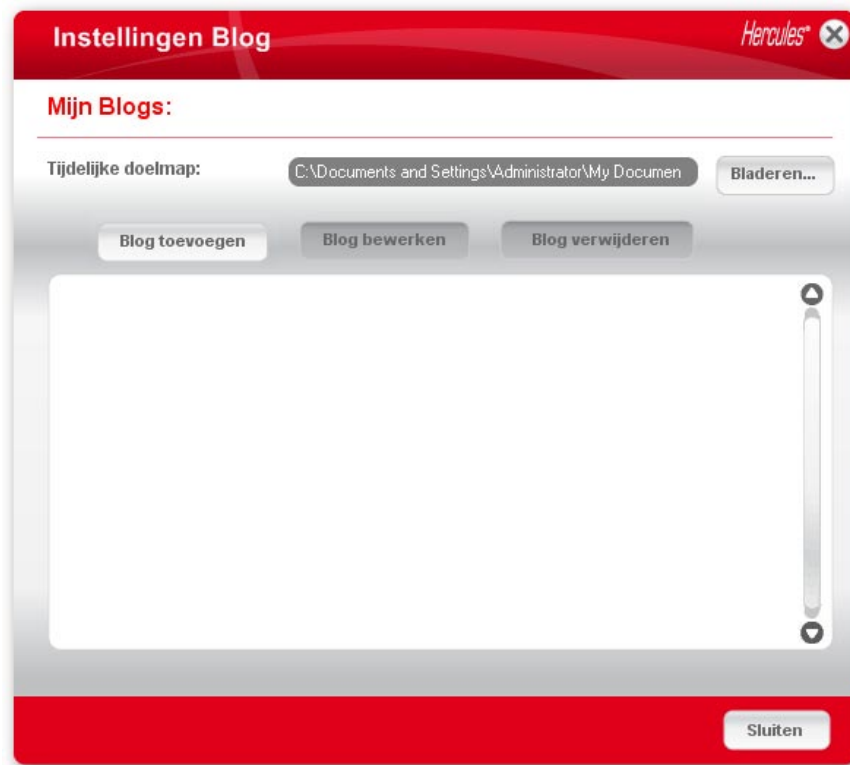 Instellingen Blog
Hercules®
Mijn Blogs:
Tijdelijke doelmap:
C:\Documents and Settings\Administrator\My Documen
Bladeren...
Blog toevoegen
Blog bewerken
Blog verwijderen
Sluiten